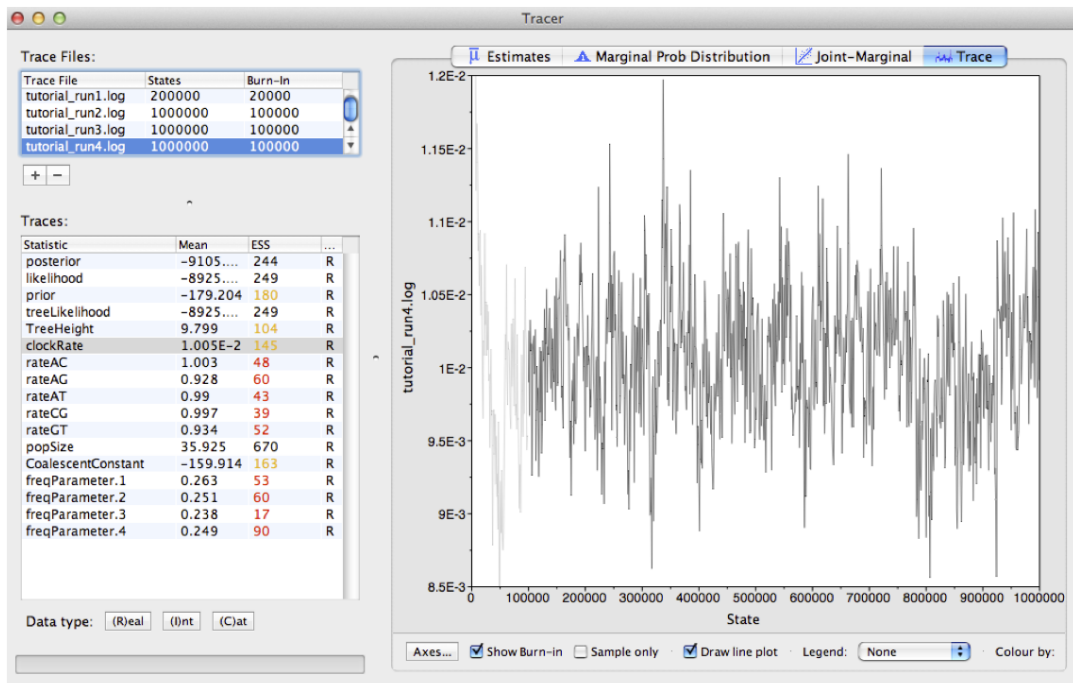 Tracer
Trace Files:
Trace File States Burn-In
tutorial_run1.log 200000 20000
tutorial_run2.log 1000000 100000
tutorial_run3.log 1000000 100000
tutorial_run4.log 1000000 100000
+ −
Traces:
Statistic Mean ESS ...
posterior -9105.... 244 R
likelihood -8925.... 249 R
prior -179.204 180 R
treeLikelihood -8925.... 249 R
TreeHeight 9.799 104 R
clockRate 1.005E-2 145 R
rateAC 1.003 48 R
rateAG 0.928 60 R
rateAT 0.99 43 R
rateCG 0.997 39 R
rateGT 0.934 52 R
popSize 35.925 670 R
CoalescentConstant -159.914 163 R
freqParameter.1 0.263 53 R
freqParameter.2 0.251 60 R
freqParameter.3 0.238 17 R
freqParameter.4 0.249 90 R
Data type: (R)eal (I)nt (C)at
μ Estimates Marginal Prob Distribution Joint-Marginal Trace
1.2E-2
1.15E-2
1.1E-2
1.05E-2
1E-2
9.5E-3
9E-3
8.5E-3
tutorial_run4.log
0 100000 200000 300000 400000 500000 600000 700000 800000 900000 1000000
State
Axes... Show Burn-in Sample only Draw line plot Legend: None Colour by: